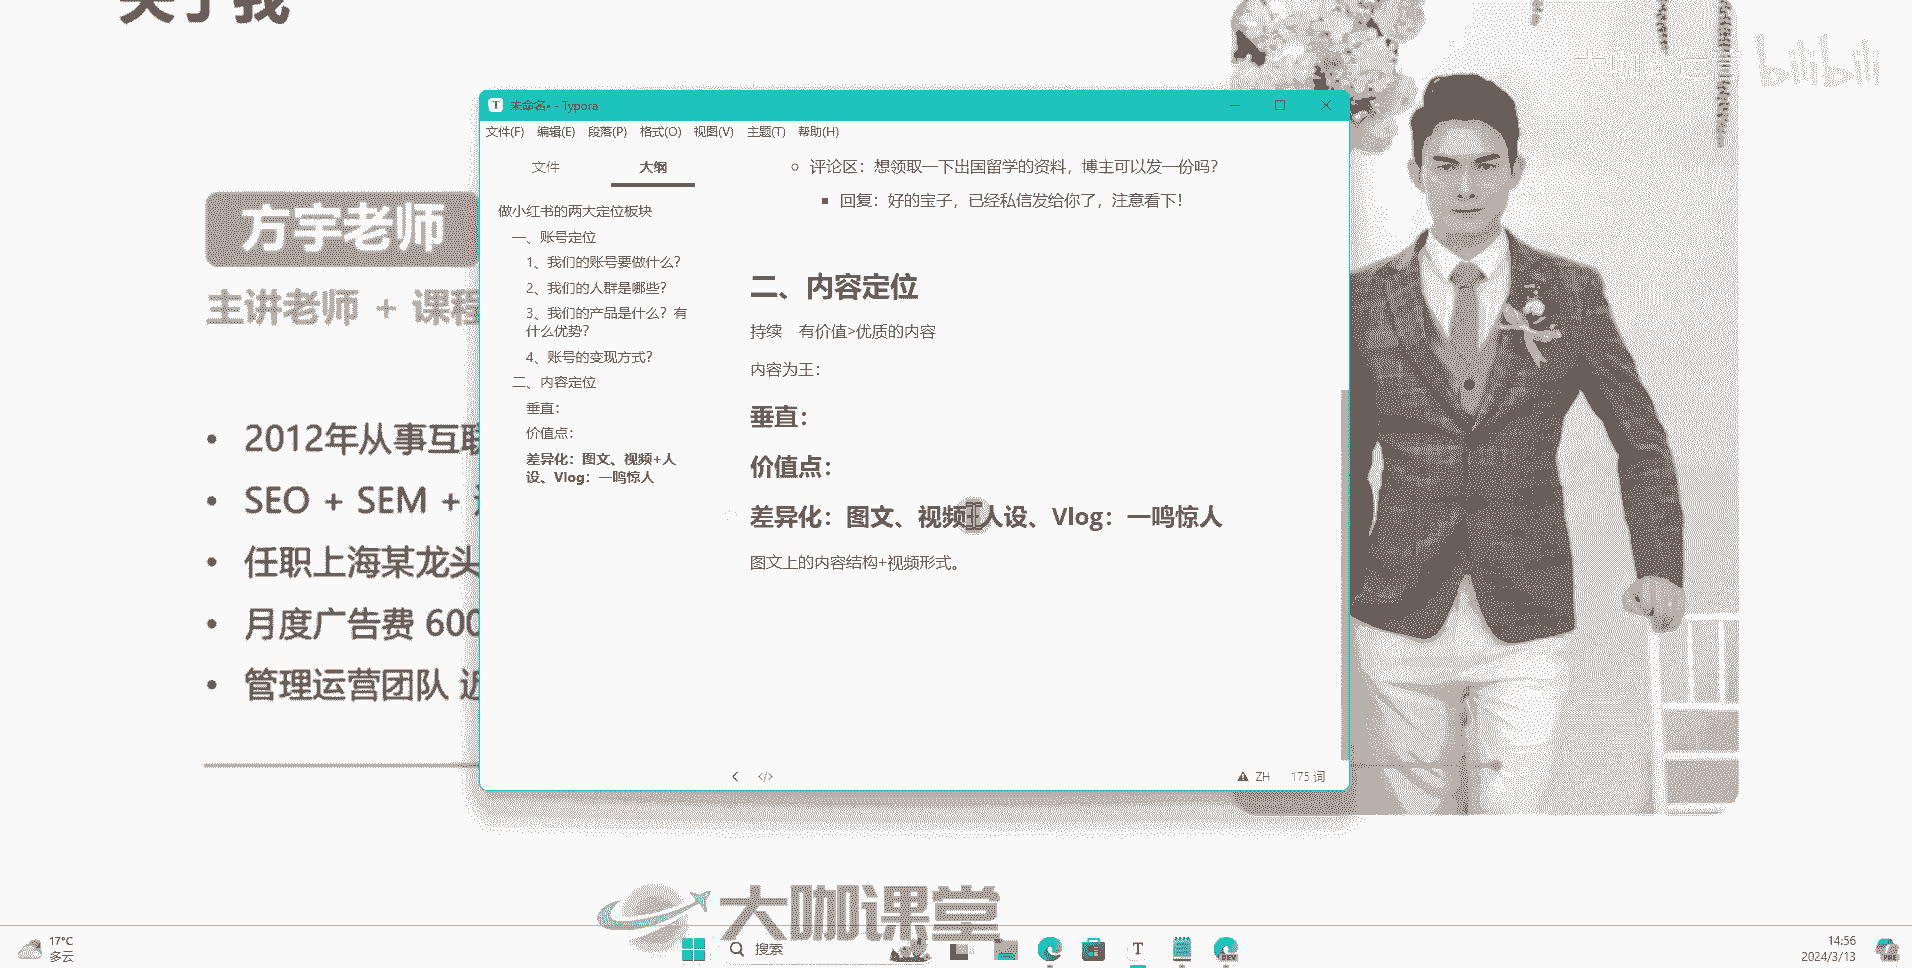 关于我
bilibili
方宇老师
主讲老师 + 课程
2012年从事互联
SEO + SEM +
任职上海某龙头
月度广告费 600
管理运营团队 近
未命名• - Typora
文件(F) 编辑(E) 段落(P) 格式(O) 视图(V) 主题(T) 帮助(H)
文件 大纲
做小红书的两大定位板块
一、账号定位
1、我们的账号要做什么？
2、我们的人群是哪些？
3、我们的产品是什么？有
什么优势？
4、账号的变现方式？
二、内容定位
垂直：
价值点：
差异化：图文、视频+人
设、Vlog：一鸣惊人
评论区：想领取一下出国留学的资料，博主可以发一份吗？
回复：好的宝子，已经私信发给你了，注意看下！
二、内容定位
持续 有价值>优质的内容
内容为王：
垂直：
价值点：
差异化：图文、视频+人设、Vlog：一鸣惊人
图文上的内容结构+视频形式。
ZH 175 词
大咖课堂
17°C
多云
搜索
DEV
14:56
2024/3/13
PRE